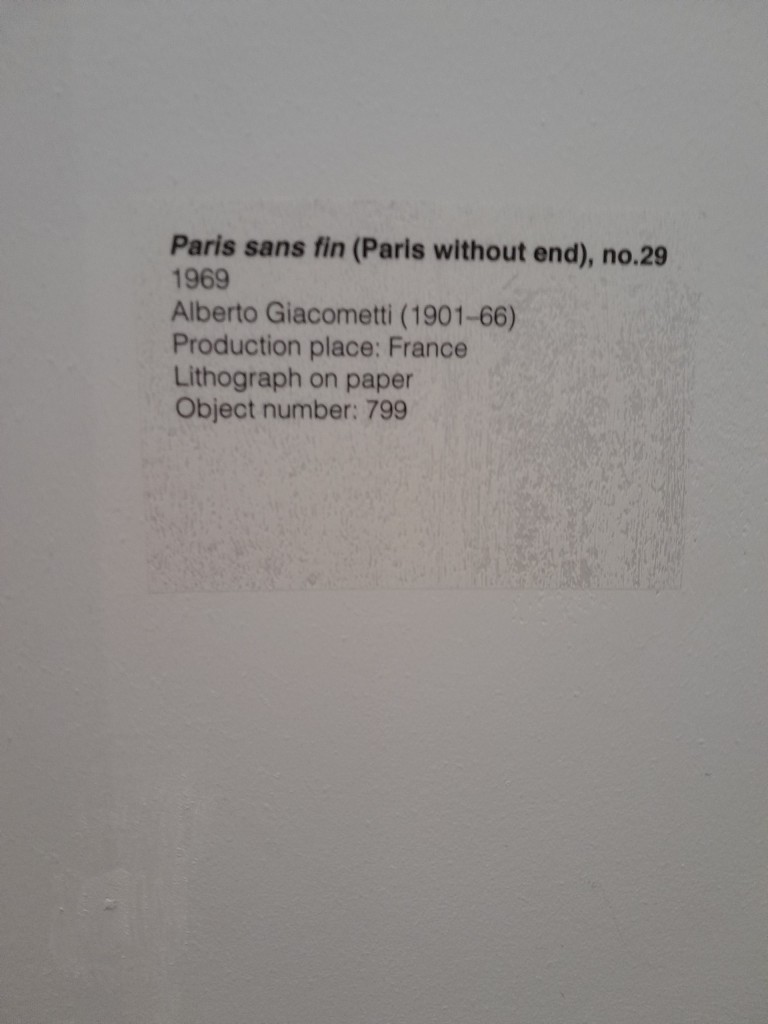 Paris sans fin (Paris without end), no.29
1969
Alberto Giacometti (1901–66)
Production place: France
Lithograph on paper
Object number: 799